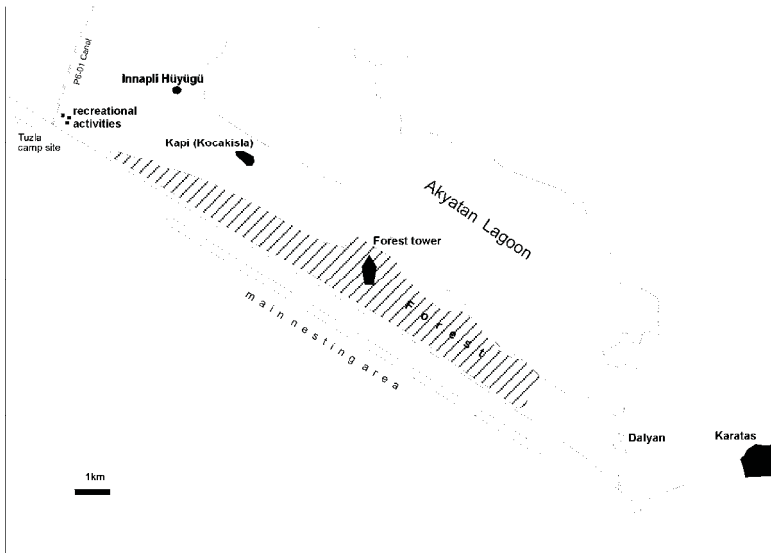 P6-01 Canal
Innapli Hüyügü
recreational
activities
Tuzla
camp site
Kapi (Kocakisla)
Akyatan Lagoon
Forest tower
Forest
main nesting area
Dalyan
Karatas
1km